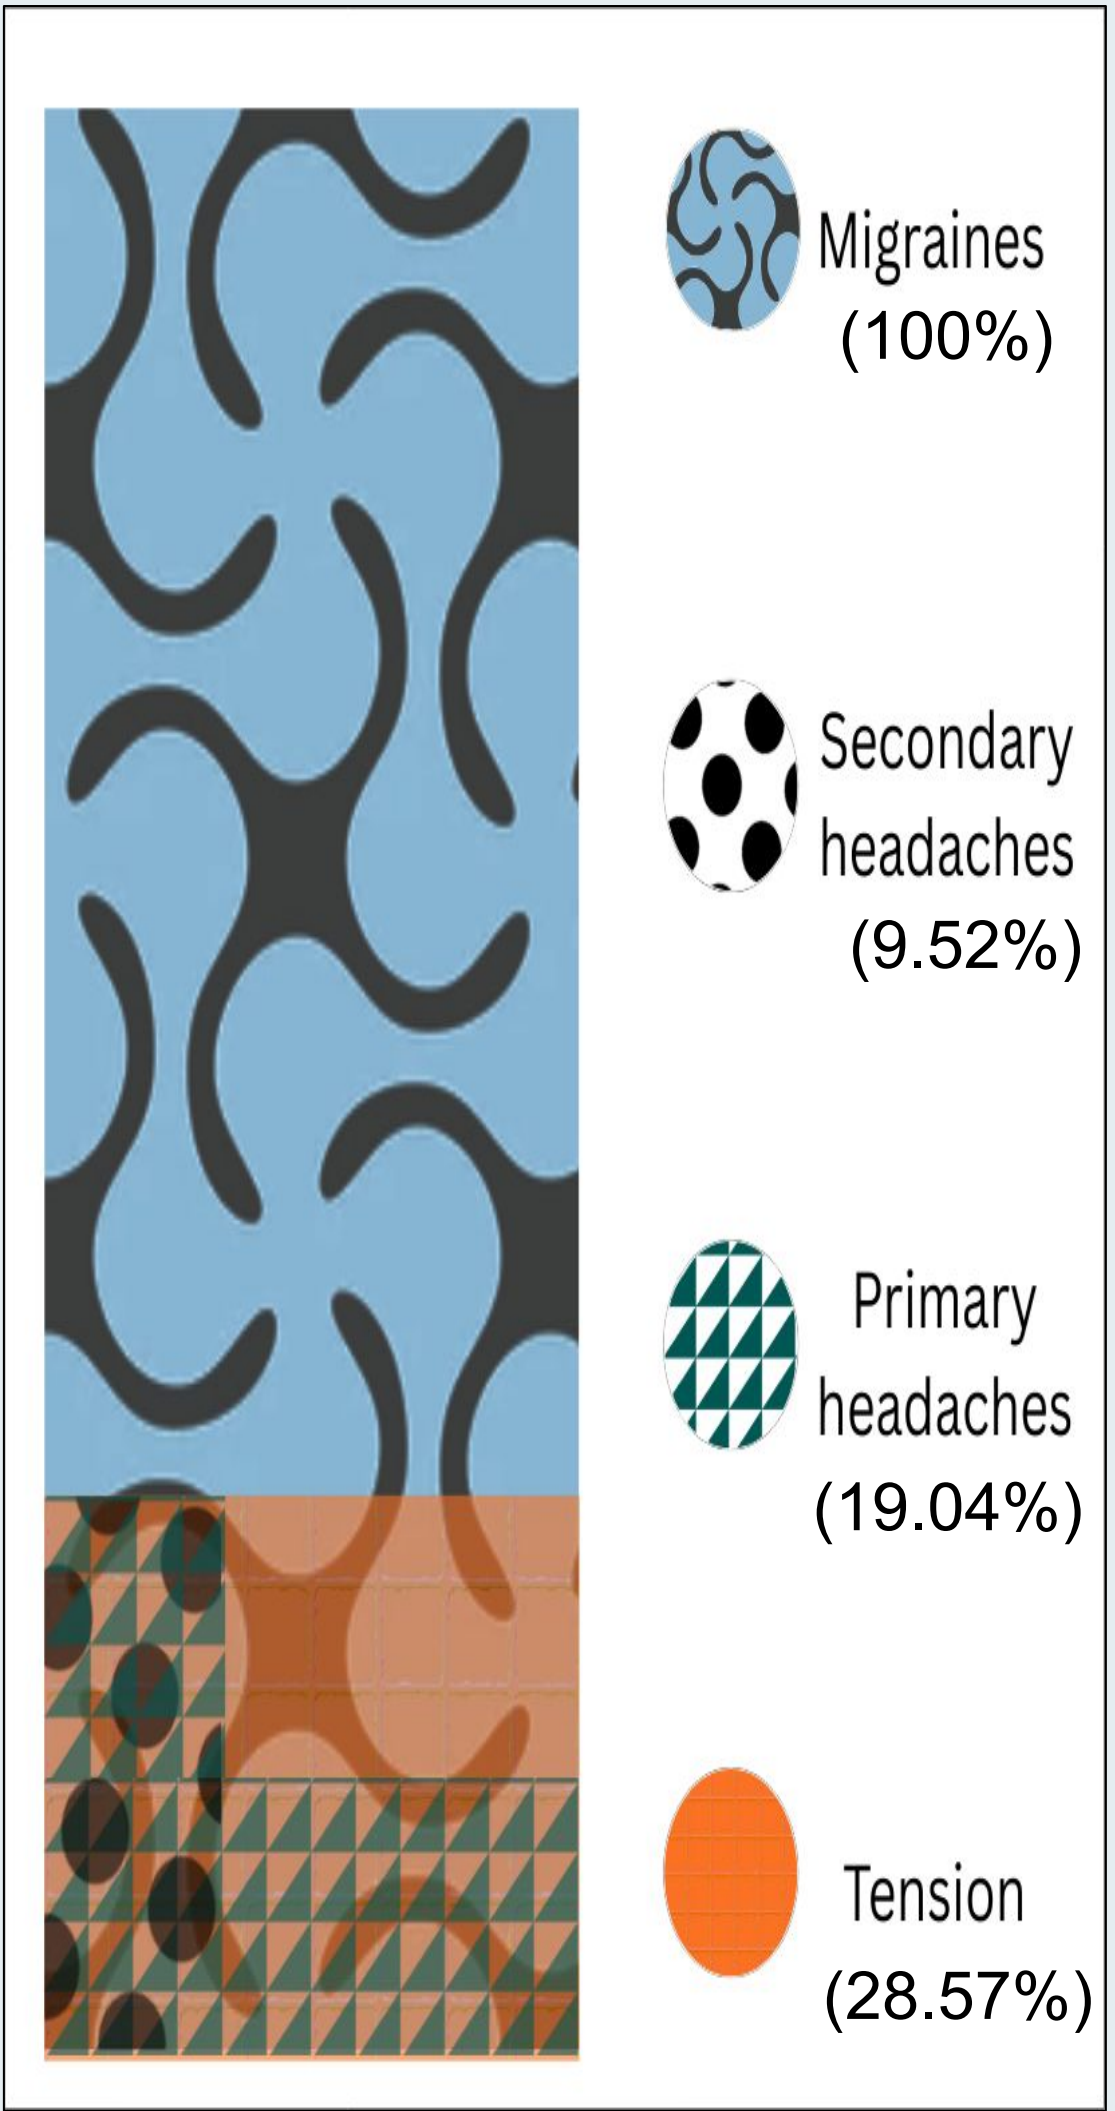 Migraines
(100%)
Secondary
headaches
(9.52%)
Primary
headaches
(19.04%)
Tension
(28.57%)